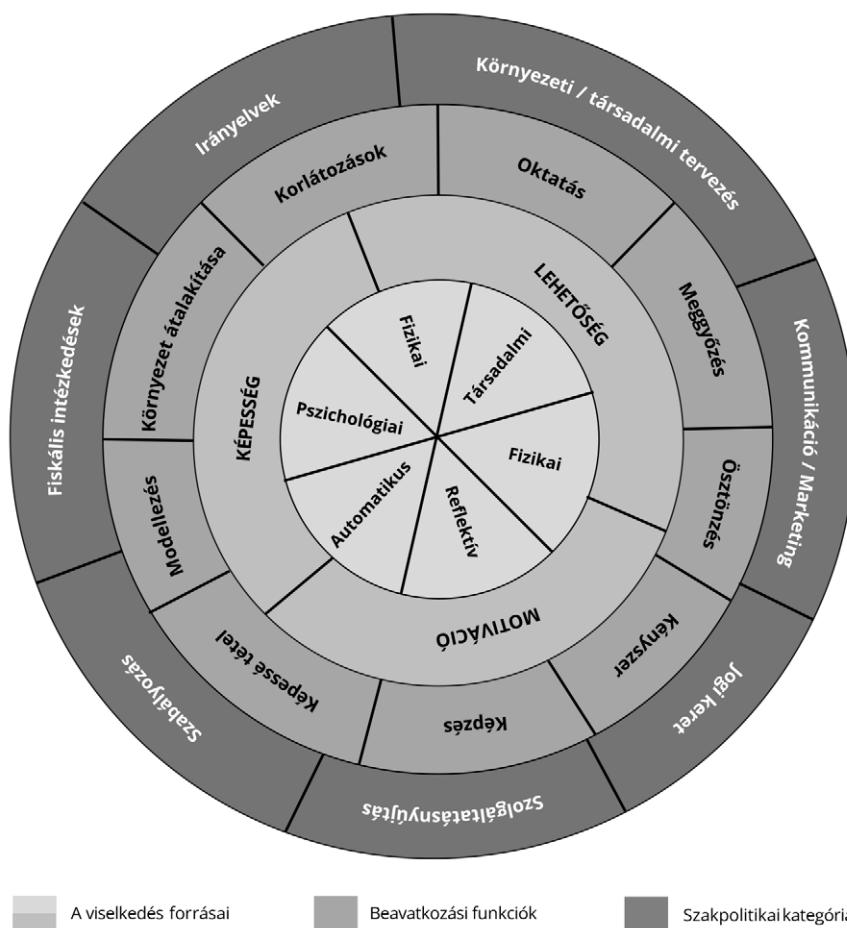 Környezeti / társadalmi tervezés
Kommunikáció / Marketing
Jogi keret
Szolgáltatásnyújtás
Szabályozás
Fiskális intézkedések
Irányelvek
Oktatás
Meggyőzés
Ösztönzés
Kényszer
Képzés
Képessé tétel
Modellezés
Környezet átalakítása
Korlátozások
LEHETŐSÉG
MOTIVÁCIÓ
KÉPESSÉG
Fizikai
Társadalmi
Fizikai
Reflektív
Automatikus
Pszichológiai
A viselkedés forrásai
Beavatkozási funkciók
Szakpolitikai kategória